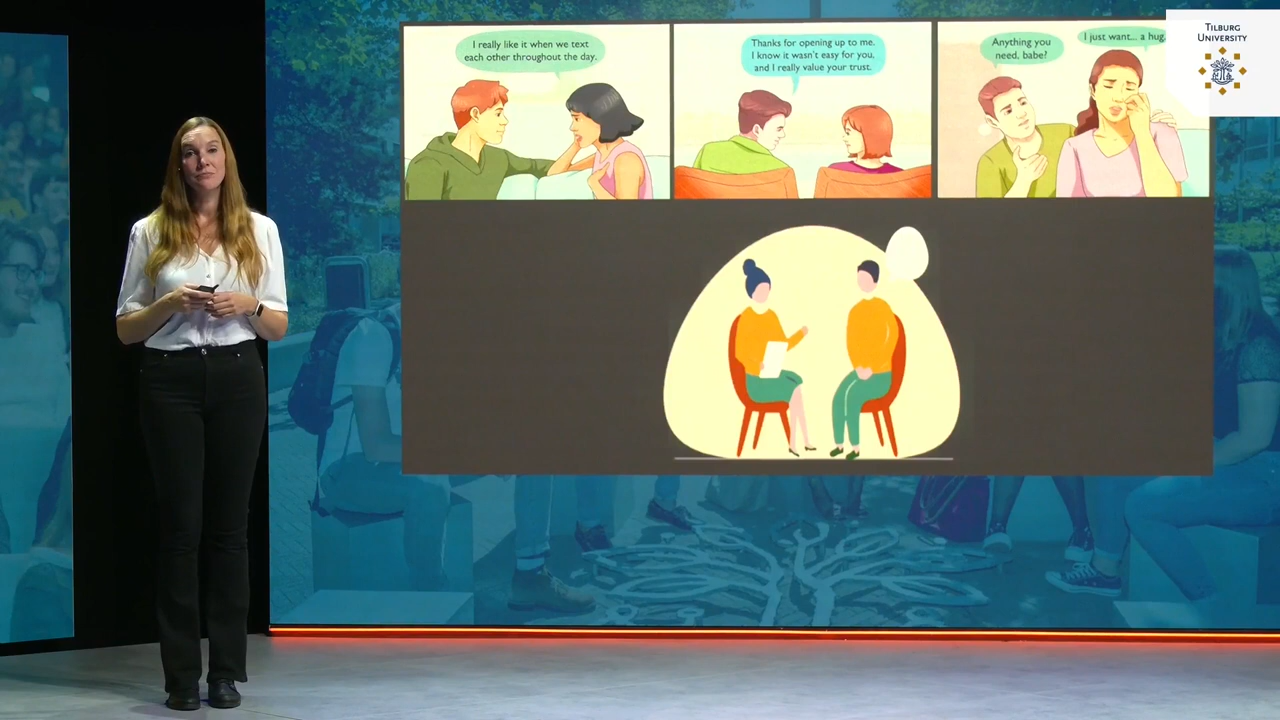 I really like it when we text
each other throughout the day.
Thanks for opening up to me.
I know it wasn't easy for you,
and I really value your trust.
Anything you
need, babe?
I just want... a hug.
TILBURG
UNIVERSITY